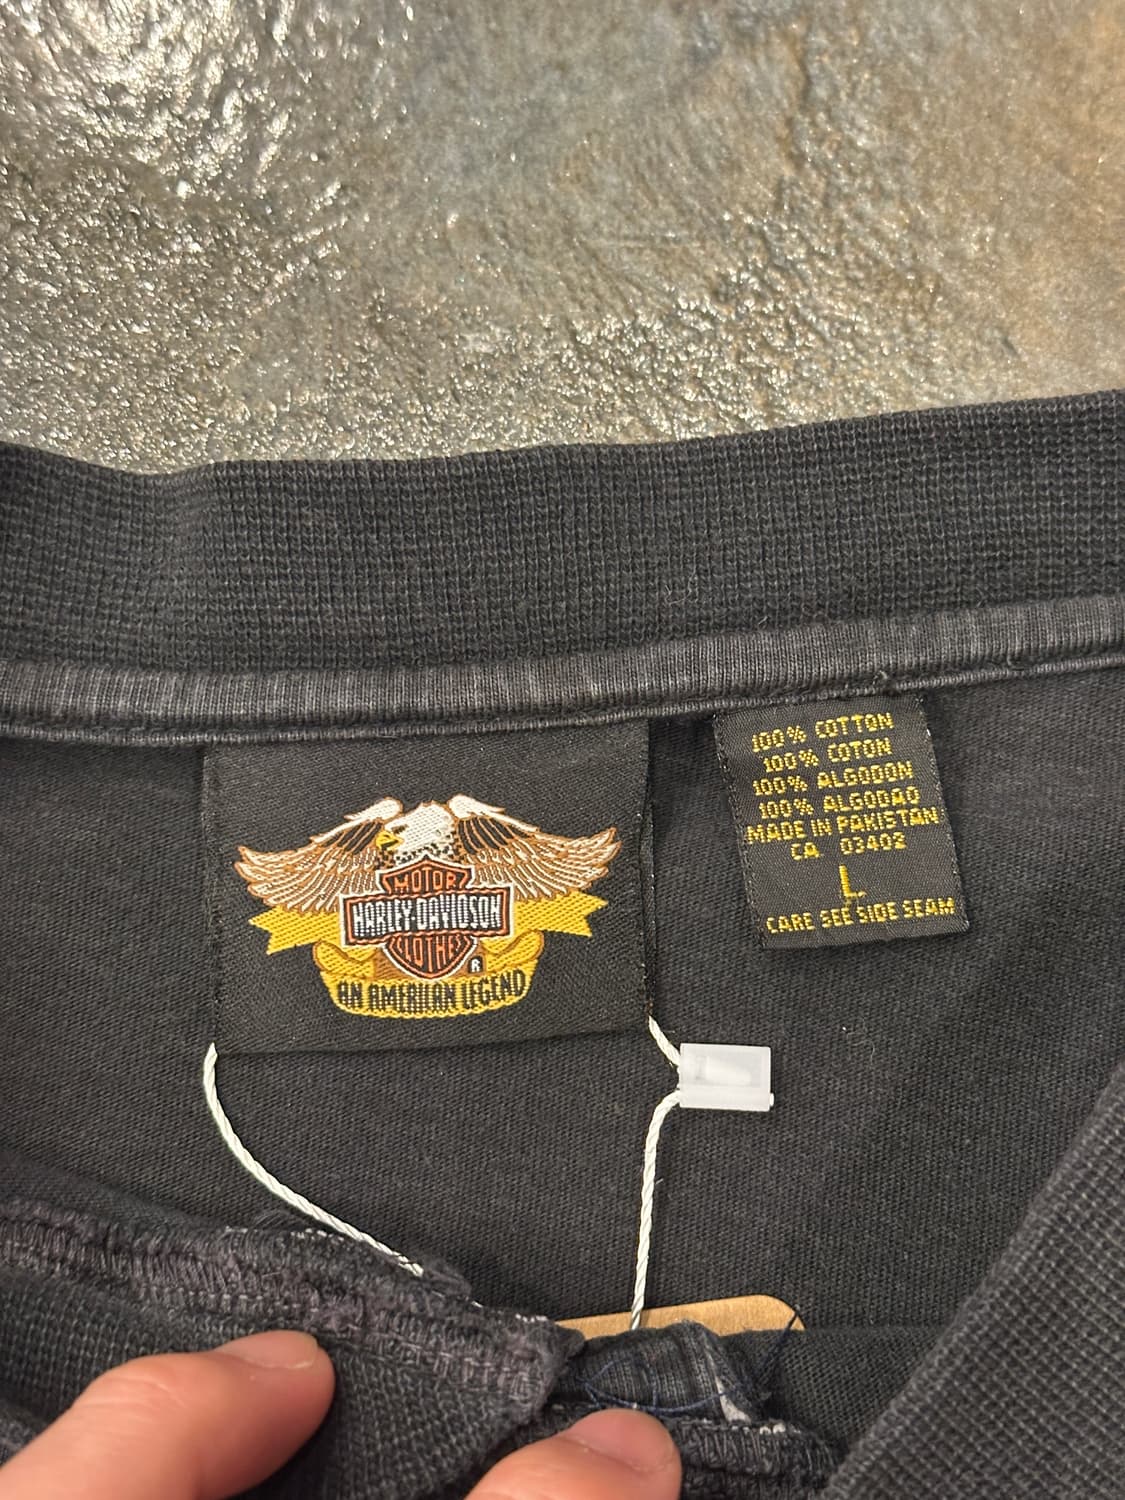 MOTOR
HARLEY-DAVIDSON
CLOTHES
®
AN AMERICAN LEGEND
100% COTTON
100% COTON
100% ALGODON
100% ALGODAO
MADE IN PAKISTAN
CA 03402
L
CARE SEE SIDE SEAM